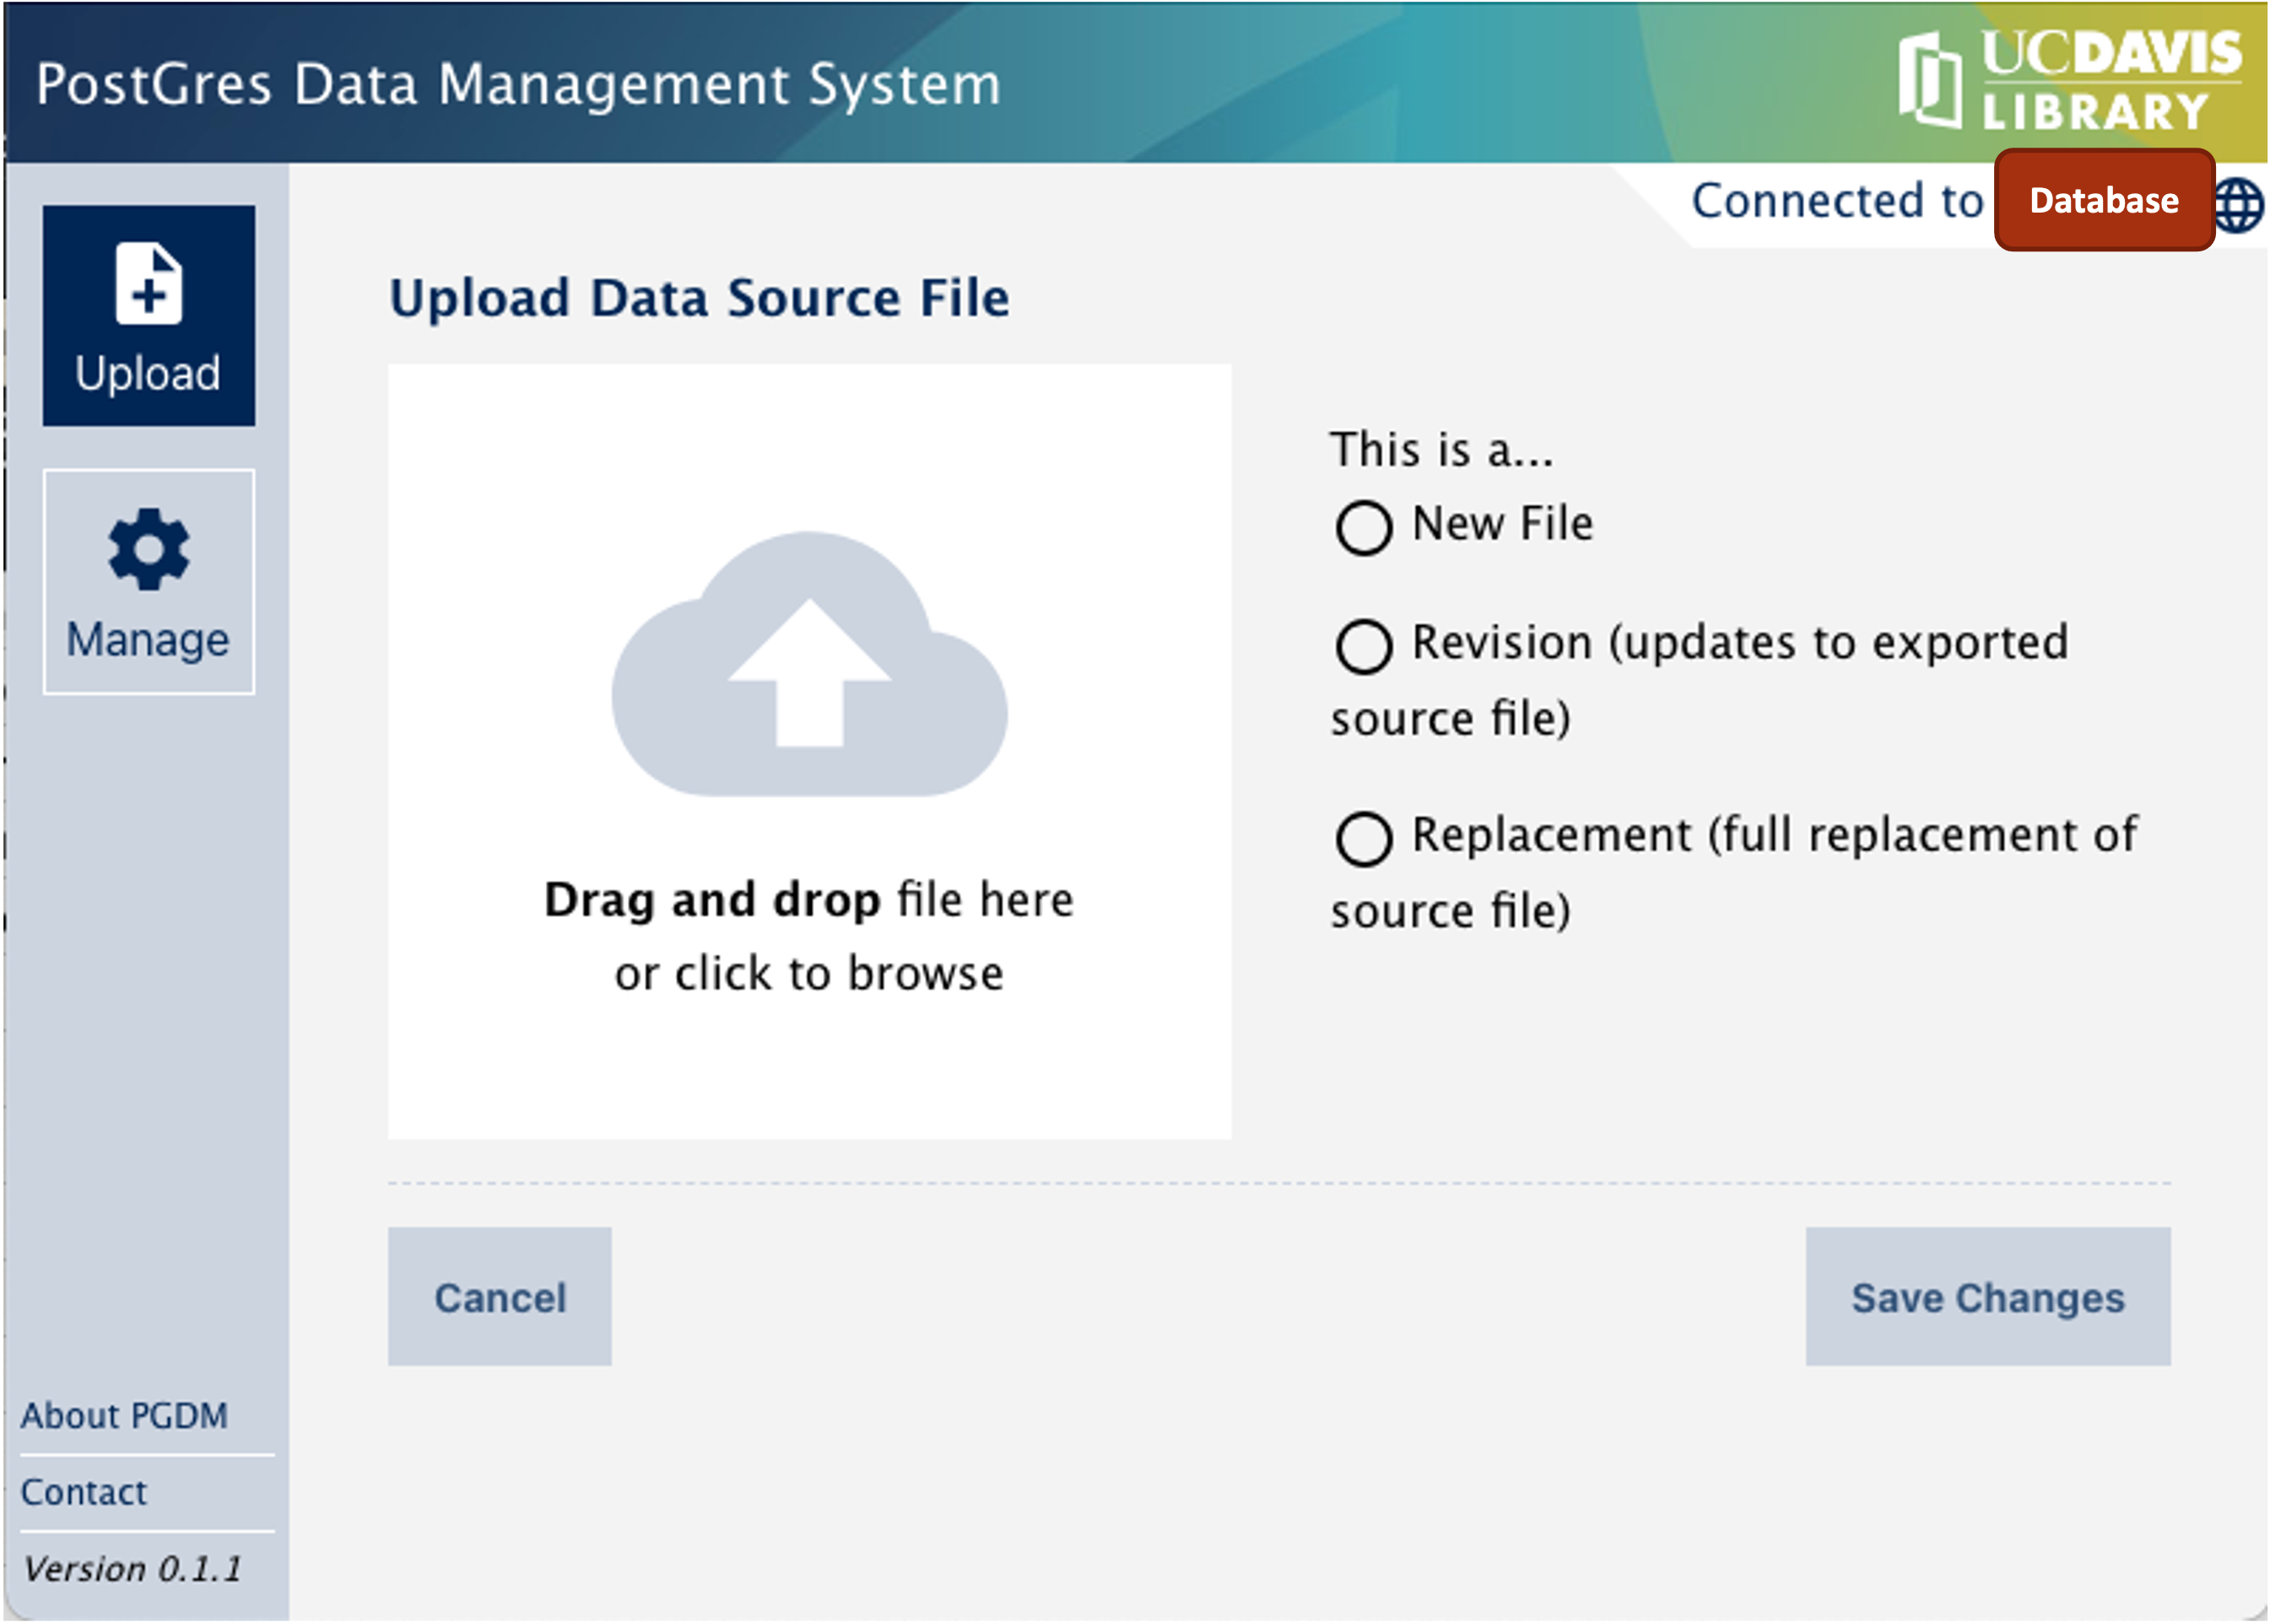 PostGres Data Management System
UCDAVIS
LIBRARY
Connected to Database
Upload
Manage
Upload Data Source File
Drag and drop file here
or click to browse
This is a...
New File
Revision (updates to exported
source file)
Replacement (full replacement of
source file)
Cancel
Save Changes
About PGDM
Contact
Version 0.1.1